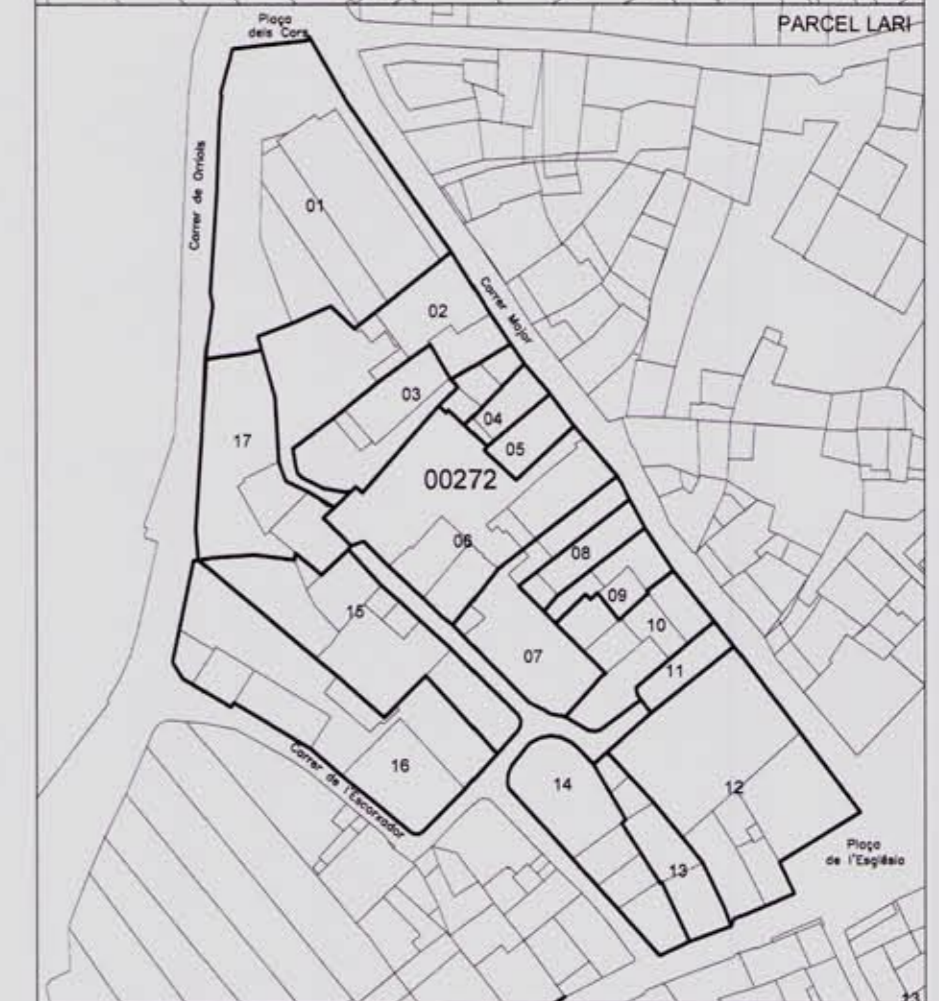 PARCEL LARI
Plaça
dels Cors
Carrer de Orriols
01
Carrer Major
02
03
04
17
05
00272
06
08
09
15
10
07
11
16
14
12
Carrer de l'Escorxador
13
Plaça
de l'Església
13